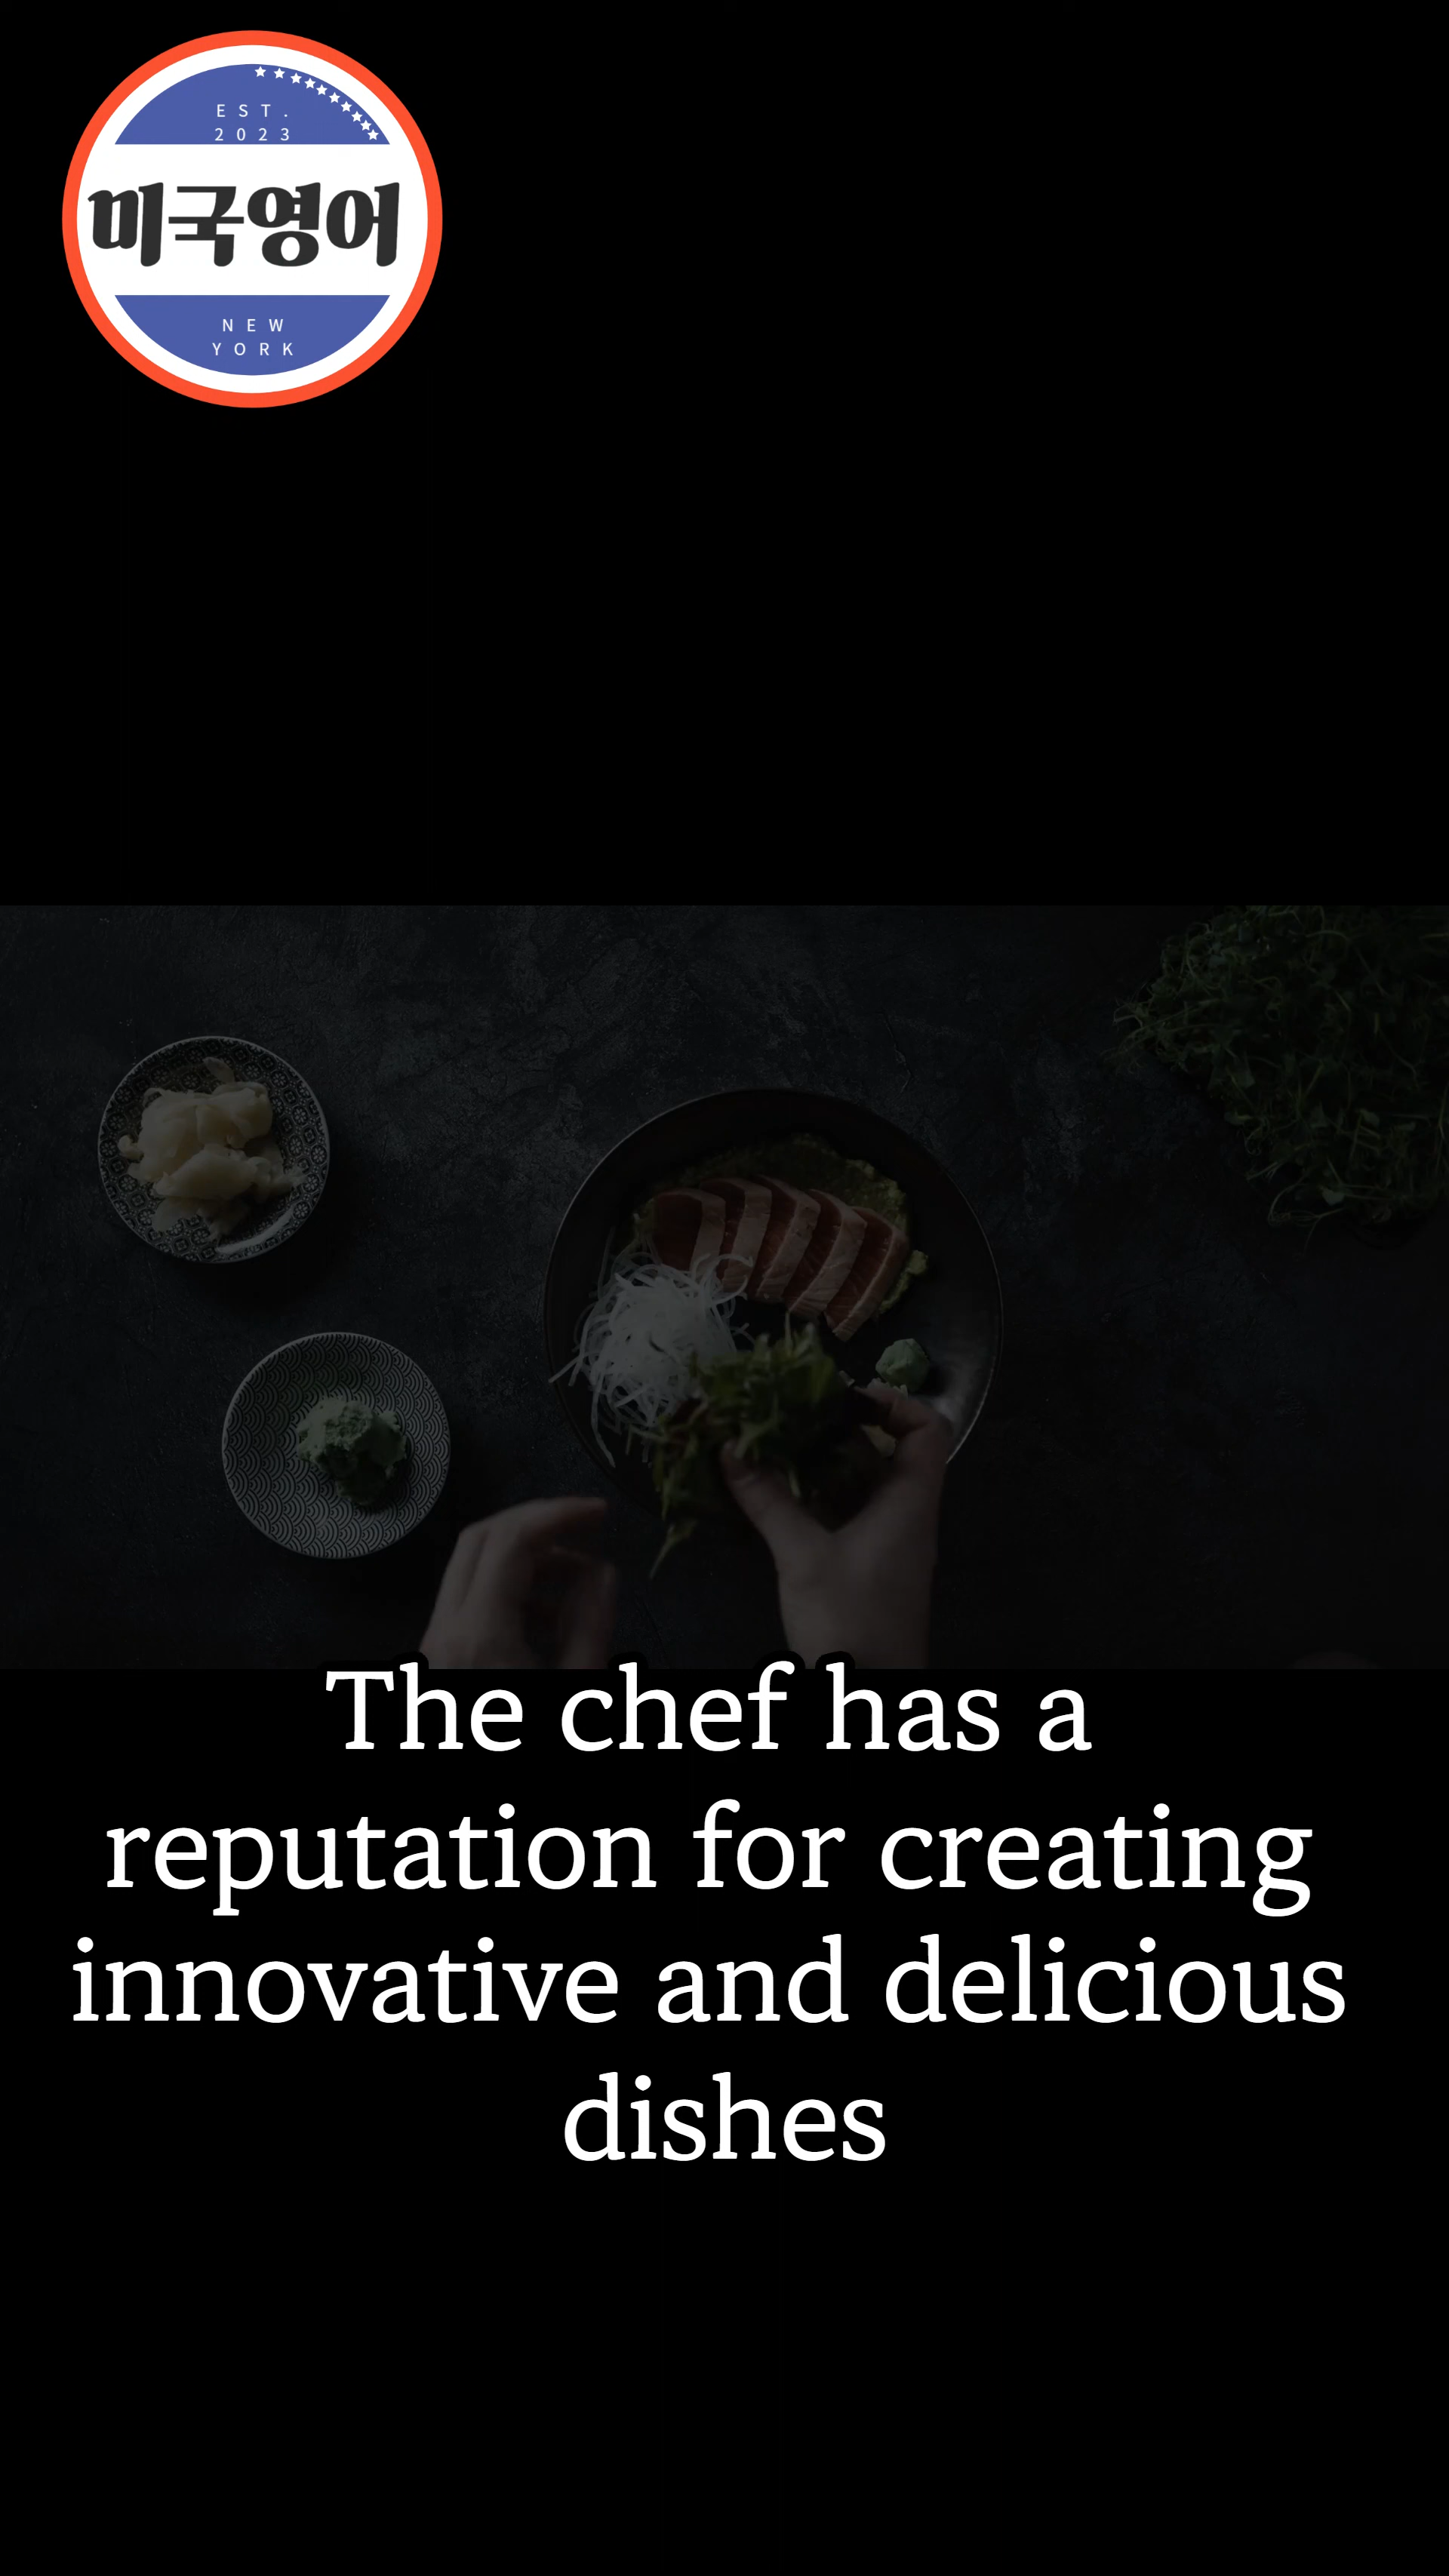 EST.
2023
미국영어
NEW
YORK
The chef has a
reputation for creating
innovative and delicious
dishes